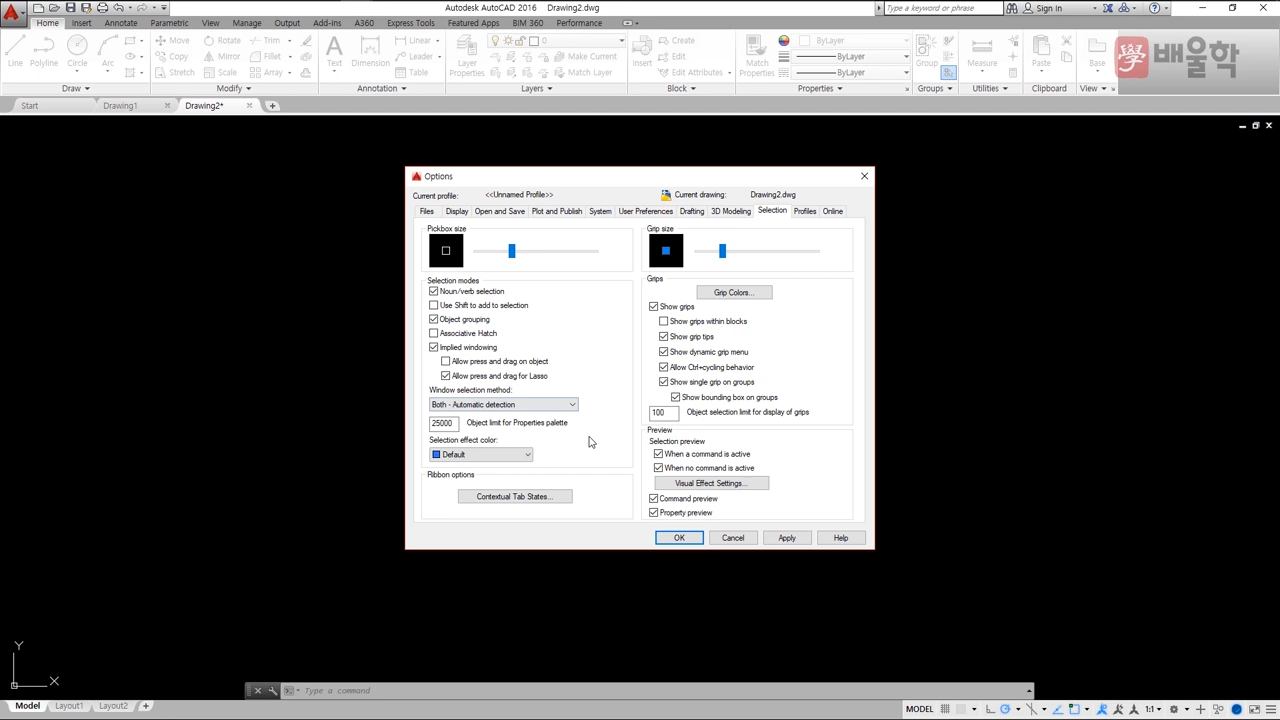 Autodesk AutoCAD 2016 Drawing2.dwg
Type a keyword or phrase
Sign In
Home Insert Annotate Parametric View Manage Output Add-ins A360 Express Tools Featured Apps BIM 360 Performance
Line Polyline Circle Arc
Move Rotate Trim
Copy Mirror Fillet
Stretch Scale Array
Text Dimension
Linear
Leader
Table
Layer Properties
0
Make Current
Match Layer
Insert
Create
Edit
Edit Attributes
Match Properties
ByLayer
ByLayer
ByLayer
Group
Measure
Paste
Base
學 배울학
Draw Modify Annotation Layers Block Properties Groups Utilities Clipboard View
Start Drawing1 Drawing2*
Options
Current profile: <<Unnamed Profile>> Current drawing: Drawing2.dwg
Files Display Open and Save Plot and Publish System User Preferences Drafting 3D Modeling Selection Profiles Online
Pickbox size
Selection modes
Noun/verb selection
Use Shift to add to selection
Object grouping
Associative Hatch
Implied windowing
Allow press and drag on object
Allow press and drag for Lasso
Window selection method:
Both - Automatic detection
25000 Object limit for Properties palette
Selection effect color:
Default
Ribbon options
Contextual Tab States...
Grip size
Grips
Grip Colors...
Show grips
Show grips within blocks
Show grip tips
Show dynamic grip menu
Allow Ctrl+cycling behavior
Show single grip on groups
Show bounding box on groups
100 Object selection limit for display of grips
Preview
Selection preview
When a command is active
When no command is active
Visual Effect Settings...
Command preview
Property preview
OK Cancel Apply Help
Y
X
Type a command
Model Layout1 Layout2
MODEL 1:1